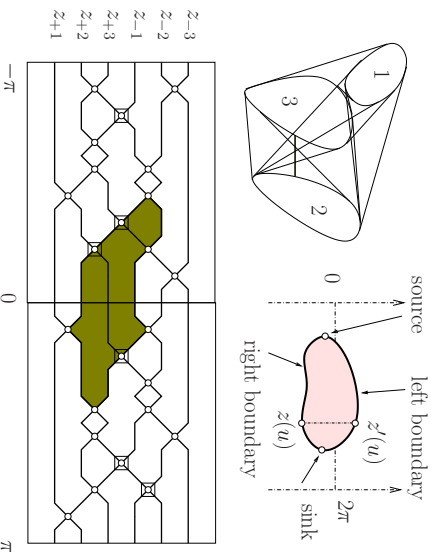 1
2
3
source
left boundary
z'(u)
0
2π
sink
z(u)
right boundary
z₋₃
z₋₂
z₋₁
z₊₃
z₊₂
z₊₁
−π
0
π